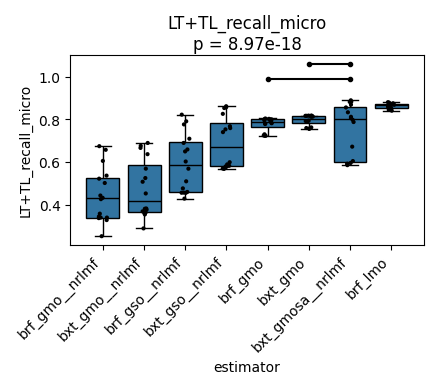 LT+TL_recall_micro
p = 8.97e-18
LT+TL_recall_micro
1.0
0.8
0.6
0.4
brf_gmo__nrlmf
bxt_gmo__nrlmf
brf_gso__nrlmf
bxt_gso__nrlmf
brf_gmo
bxt_gmo
bxt_gmosa__nrlmf
brf_lmo
estimator